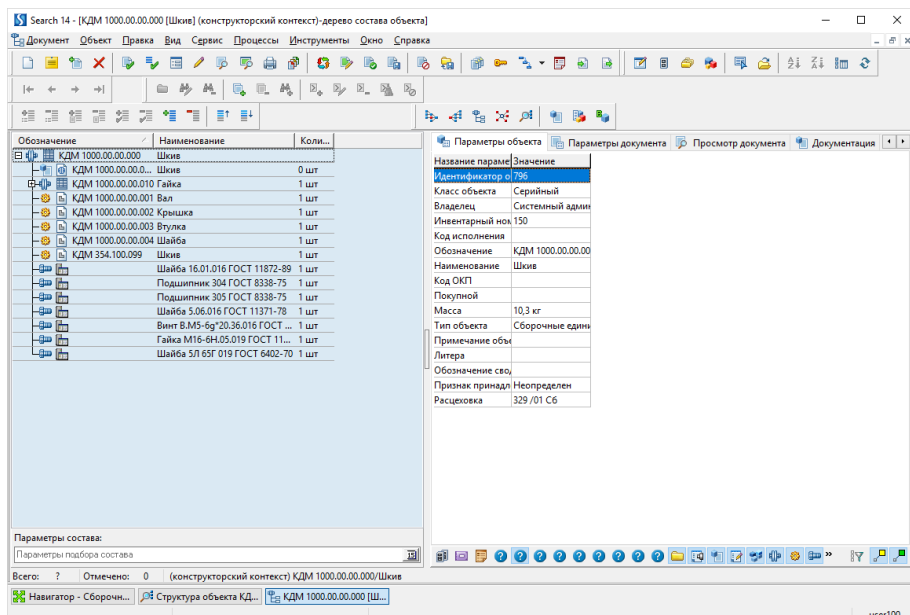 Search 14 - [КДМ 1000.00.00.000 [Шкив] (конструкторский контекст)-дерево состава объекта]
Документ Объект Правка Вид Сервис Процессы Инструменты Окно Справка
Обозначение Наименование Коли...
КДМ 1000.00.00.000 Шкив
КДМ 1000.00.00.0... Шкив 0 шт
КДМ 1000.00.00.010 Гайка 1 шт
КДМ 1000.00.00.001 Вал 1 шт
КДМ 1000.00.00.002 Крышка 1 шт
КДМ 1000.00.00.003 Втулка 1 шт
КДМ 1000.00.00.004 Шайба 1 шт
КДМ 354.100.099 Шкив 1 шт
Шайба 16.01.016 ГОСТ 11872-89 1 шт
Подшипник 304 ГОСТ 8338-75 1 шт
Подшипник 305 ГОСТ 8338-75 1 шт
Шайба 5.06.016 ГОСТ 11371-78 1 шт
Винт В.М5-6g*20.36.016 ГОСТ ... 1 шт
Гайка М16-6Н.05.019 ГОСТ 11... 1 шт
Шайба 5Л 65Г 019 ГОСТ 6402-70 1 шт
Параметры состава:
Параметры подбора состава
Параметры объекта Параметры документа Просмотр документа Документация
Название параме Значение
Идентификатор о 796
Класс объекта Серийный
Владелец Системный админ
Инвентарный ном 150
Код исполнения
Обозначение КДМ 1000.00.00.00
Наименование Шкив
Код ОКП
Покупной
Масса 10,3 кг
Тип объекта Сборочные един
Примечание объе
Литера
Обозначение сво
Признак принадл Неопределен
Расцеховка 329 /01 С6
Всего: ? Отмечено: 0 (конструкторский контекст) КДМ 1000.00.00.000/Шкив
Навигатор - Сборочн... Структура объекта КД... КДМ 1000.00.00.000 [Ш...
user100